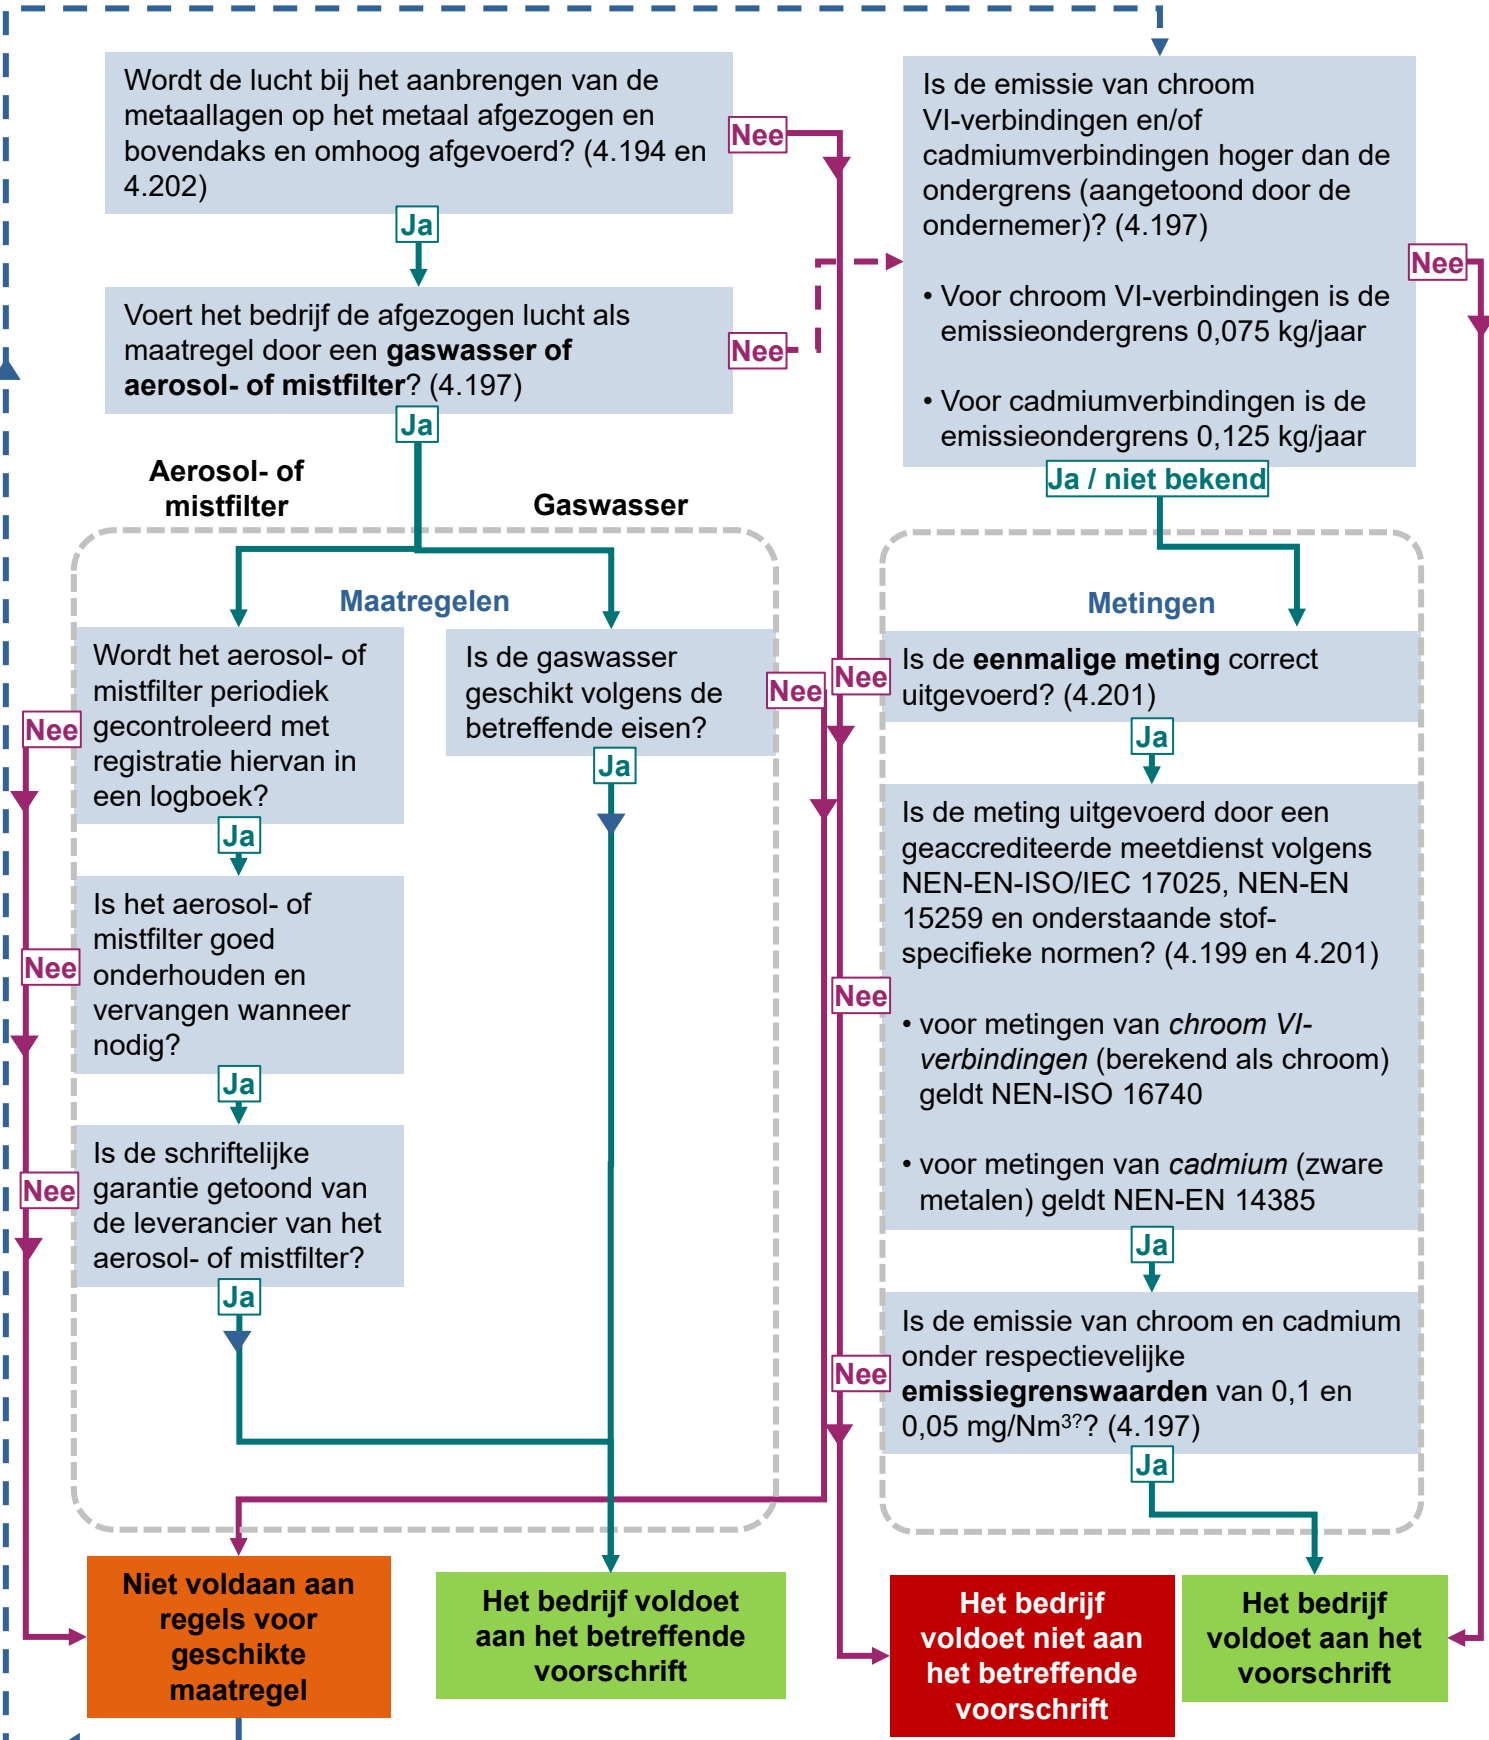 Wordt de lucht bij het aanbrengen van de
metaallagen op het metaal afgezogen en
bovendaks en omhoog afgevoerd? (4.194 en
4.202)
Nee
Ja
Voert het bedrijf de afgezogen lucht als
maatregel door een gaswasser of
aerosol- of mistfilter? (4.197)
Nee
Ja
Aerosol- of
mistfilter
Gaswasser
Maatregelen
Wordt het aerosol- of
mistfilter periodiek
gecontroleerd met
registratie hiervan in
een logboek?
Nee
Ja
Is het aerosol- of
mistfilter goed
onderhouden en
vervangen wanneer
nodig?
Nee
Ja
Is de schriftelijke
garantie getoond van
de leverancier van het
aerosol- of mistfilter?
Nee
Ja
Is de gaswasser
geschikt volgens de
betreffende eisen?
Nee
Ja
Niet voldaan aan
regels voor
geschikte
maatregel
Het bedrijf voldoet
aan het betreffende
voorschrift
Is de emissie van chroom
VI-verbindingen en/of
cadmiumverbindingen hoger dan de
ondergrens (aangetoond door de
ondernemer)? (4.197)
• Voor chroom VI-verbindingen is de
emissieondergrens 0,075 kg/jaar
• Voor cadmiumverbindingen is de
emissieondergrens 0,125 kg/jaar
Nee
Ja / niet bekend
Metingen
Is de eenmalige meting correct
uitgevoerd? (4.201)
Nee
Ja
Is de meting uitgevoerd door een
geaccrediteerde meetdienst volgens
NEN-EN-ISO/IEC 17025, NEN-EN
15259 en onderstaande stof-
specifieke normen? (4.199 en 4.201)
• voor metingen van chroom VI-
verbindingen (berekend als chroom)
geldt NEN-ISO 16740
• voor metingen van cadmium (zware
metalen) geldt NEN-EN 14385
Nee
Ja
Is de emissie van chroom en cadmium
onder respectievelijke
emissiegrenswaarden van 0,1 en
0,05 mg/Nm³?? (4.197)
Nee
Ja
Het bedrijf
voldoet niet aan
het betreffende
voorschrift
Het bedrijf
voldoet aan het
voorschrift